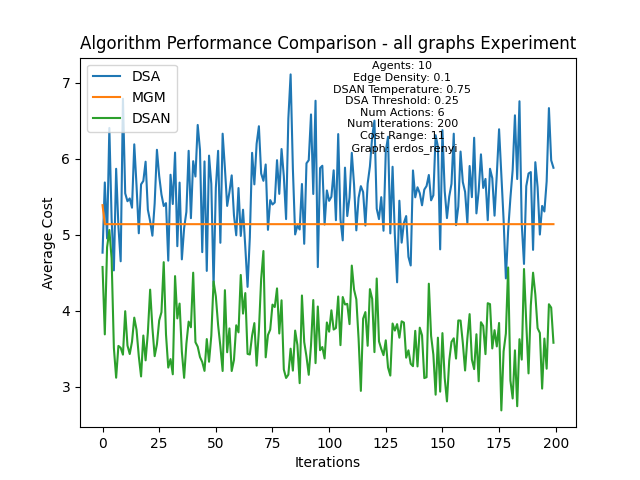 Algorithm Performance Comparison - all graphs Experiment
DSA
MGM
DSAN
Agents: 10
Edge Density: 0.1
DSAN Temperature: 0.75
DSA Threshold: 0.25
Num Actions: 6
Num Iterations: 200
Cost Range: 11
Graph: erdos_renyi
Average Cost
7
6
5
4
3
0
25
50
75
100
125
150
175
200
Iterations